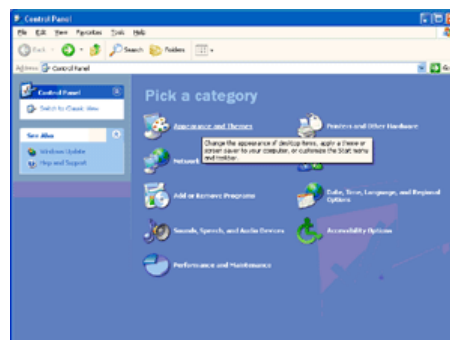 Control Panel
File Edit View Favorites Tools Help
Back Search Folders
Address Control Panel Go
Control Panel
Switch to Classic View
See Also
Windows Update
Help and Support
Pick a category
Appearance and Themes
Printers and Other Hardware
Change the appearance of desktop items, apply a theme or
screen saver to your computer, or customize the Start menu
and taskbar.
Network
Add or Remove Programs
Date, Time, Language, and Regional
Options
Sounds, Speech, and Audio Devices
Accessibility Options
Performance and Maintenance